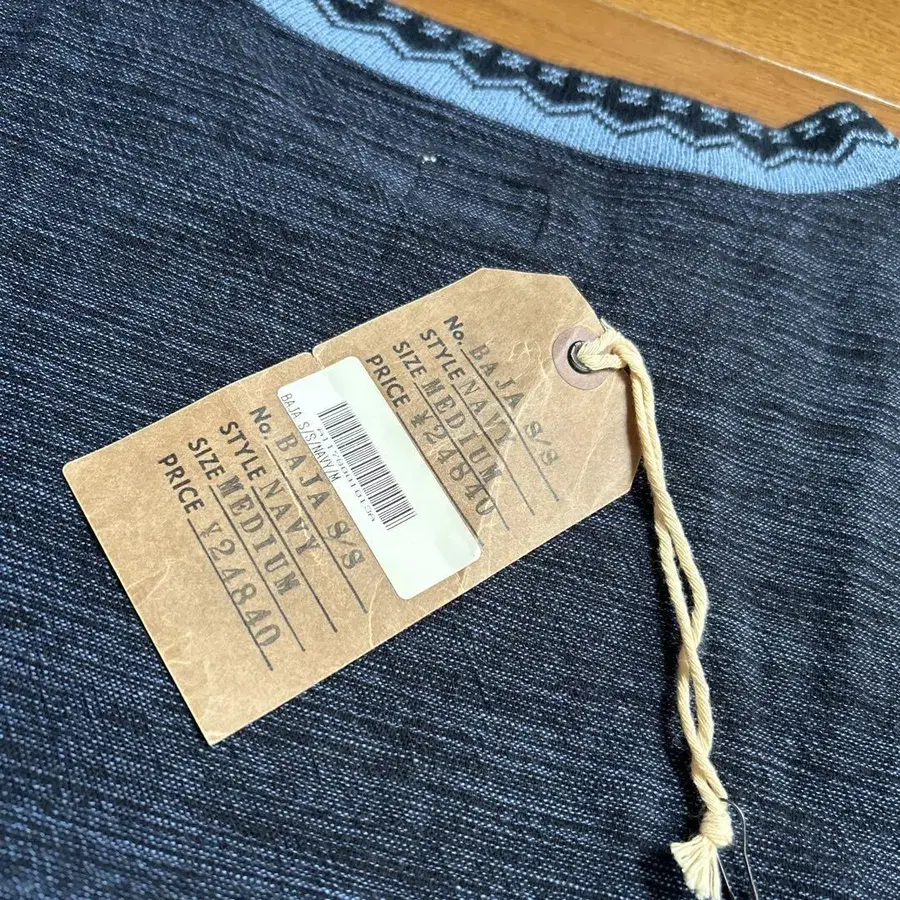 No. BAJA S/S
STYLE NAVY
SIZE MEDIUM
PRICE ¥24840
BAJA S/S/NAVY/M
No. BAJA S/S
STYLE NAVY
SIZE MEDIUM
PRICE ¥24840